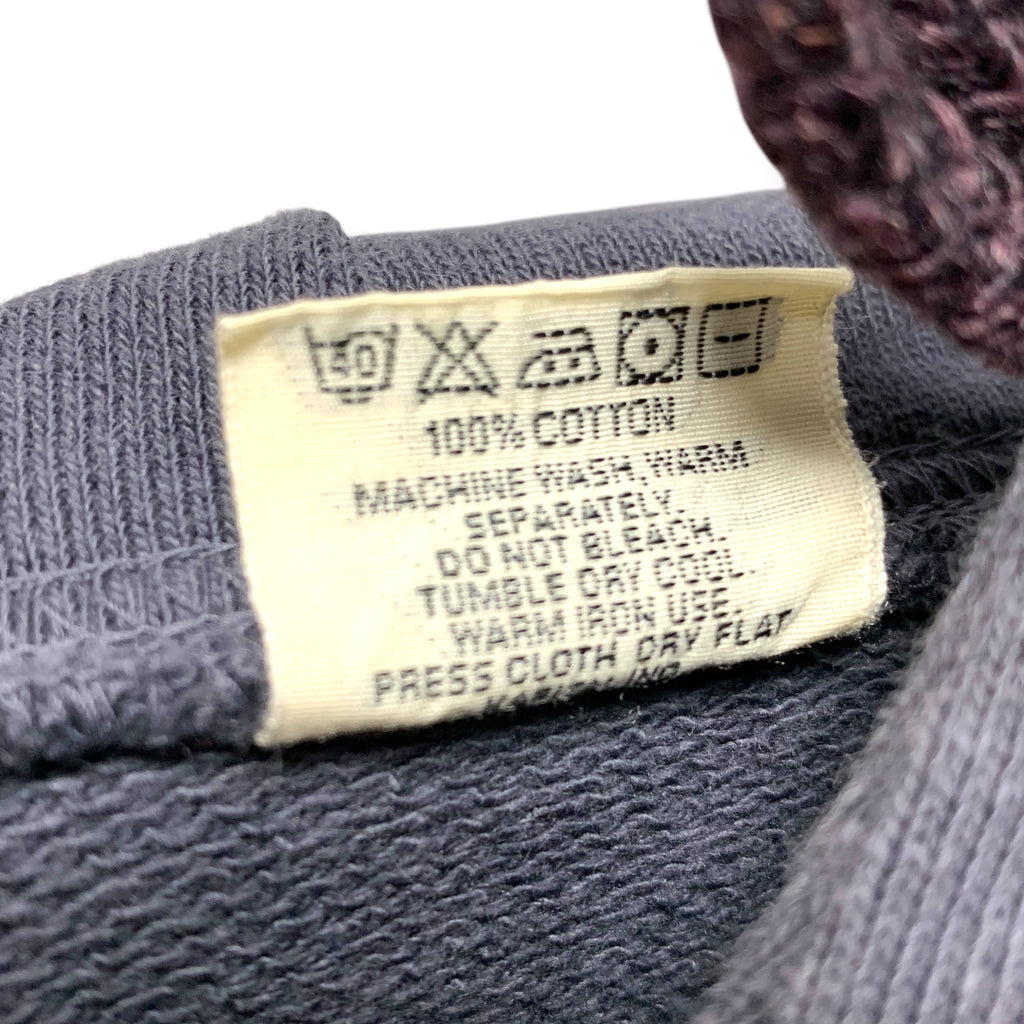 100% COTTON
MACHINE WASH, WARM
SEPARATELY.
DO NOT BLEACH.
TUMBLE DRY COOL.
WARM IRON USE
PRESS CLOTH, DRY FLAT